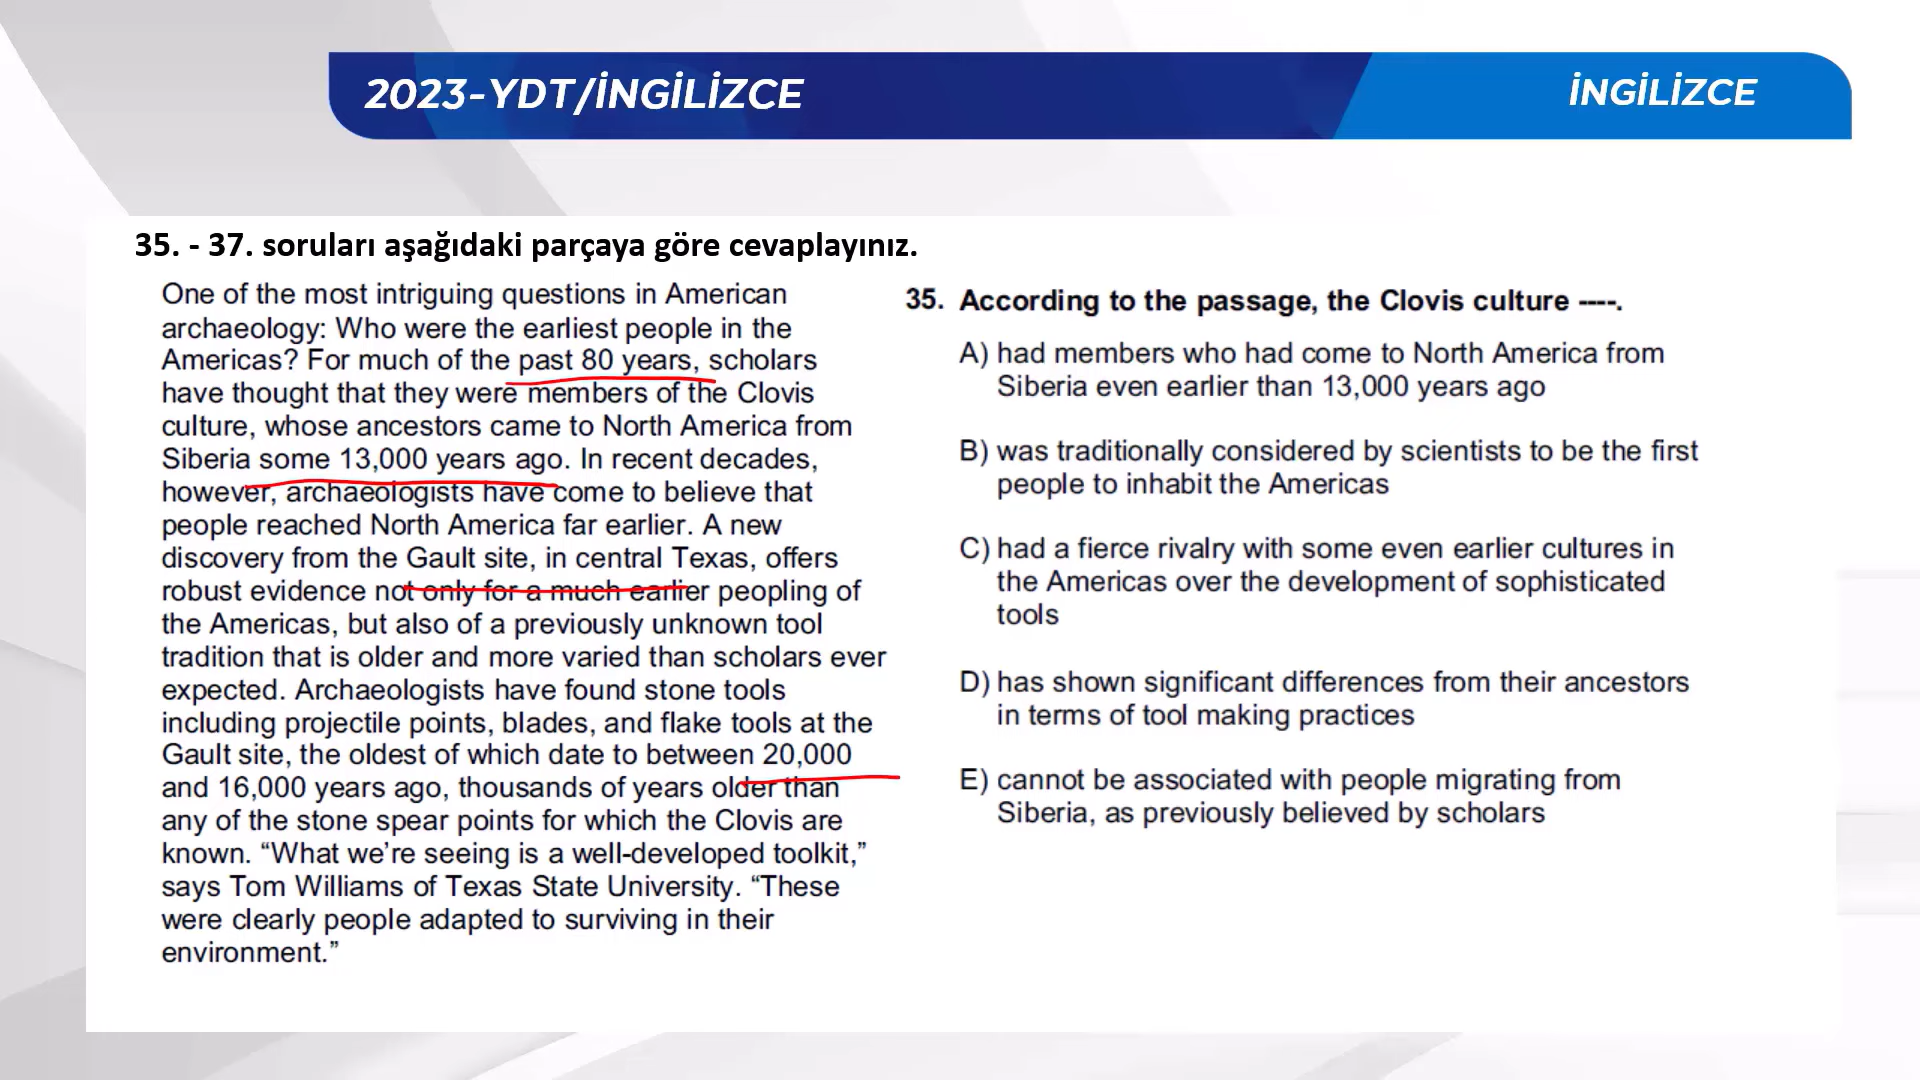 2023-YDT/İNGİLİZCE
İNGİLİZCE
35. - 37. soruları aşağıdaki parçaya göre cevaplayınız.
One of the most intriguing questions in American
archaeology: Who were the earliest people in the
Americas? For much of the past 80 years, scholars
have thought that they were members of the Clovis
culture, whose ancestors came to North America from
Siberia some 13,000 years ago. In recent decades,
however, archaeologists have come to believe that
people reached North America far earlier. A new
discovery from the Gault site, in central Texas, offers
robust evidence not only for a much earlier peopling of
the Americas, but also of a previously unknown tool
tradition that is older and more varied than scholars ever
expected. Archaeologists have found stone tools
including projectile points, blades, and flake tools at the
Gault site, the oldest of which date to between 20,000
and 16,000 years ago, thousands of years older than
any of the stone spear points for which the Clovis are
known. “What we’re seeing is a well-developed toolkit,”
says Tom Williams of Texas State University. “These
were clearly people adapted to surviving in their
environment.”
35. According to the passage, the Clovis culture ----.
A) had members who had come to North America from
Siberia even earlier than 13,000 years ago
B) was traditionally considered by scientists to be the first
people to inhabit the Americas
C) had a fierce rivalry with some even earlier cultures in
the Americas over the development of sophisticated
tools
D) has shown significant differences from their ancestors
in terms of tool making practices
E) cannot be associated with people migrating from
Siberia, as previously believed by scholars